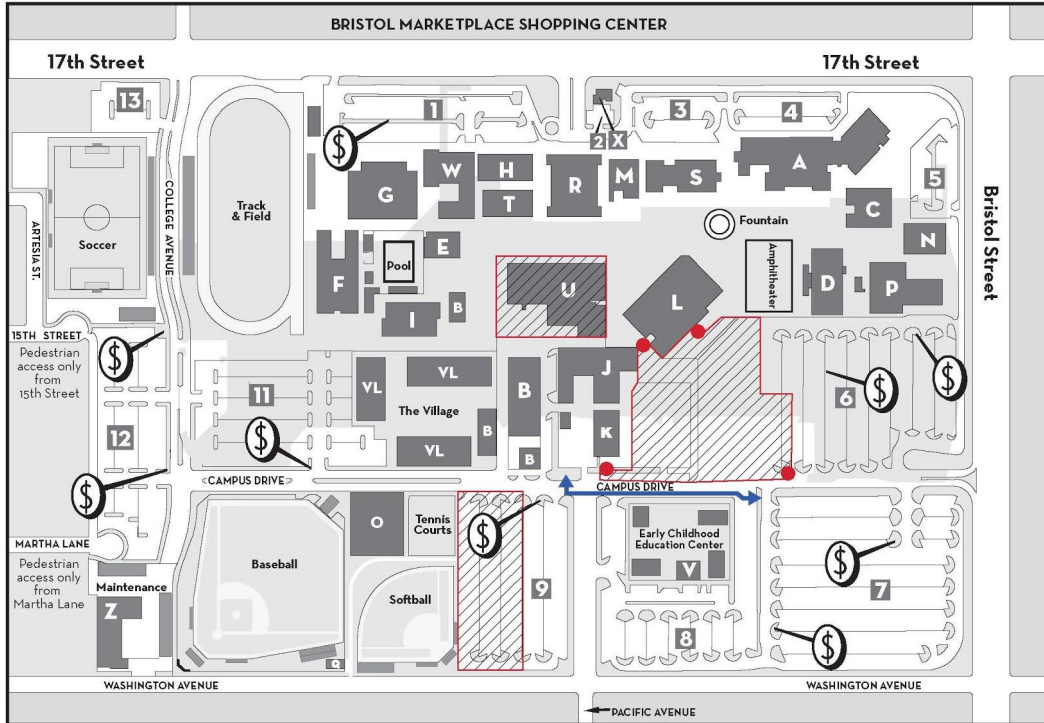 BRISTOL MARKETPLACE SHOPPING CENTER
17th Street
17th Street
13
1
2
X
3
4
5
Bristol Street
COLLEGE AVENUE
ARTESIA ST.
Soccer
Track
& Field
$
G
W
H
T
R
M
S
A
C
N
Fountain
Amphitheater
D
P
F
Pool
E
I
B
U
L
15TH STREET
Pedestrian
access only
from
15th Street
$
11
$
12
$
VL
VL
The Village
VL
B
B
B
J
K
6
$
$
CAMPUS DRIVE
CAMPUS DRIVE
MARTHA LANE
Pedestrian
access only
from
Martha Lane
Maintenance
Z
Baseball
O
Tennis
Courts
Softball
Q
$
9
Early Childhood
Education Center
V
8
$
7
$
WASHINGTON AVENUE
WASHINGTON AVENUE
PACIFIC AVENUE